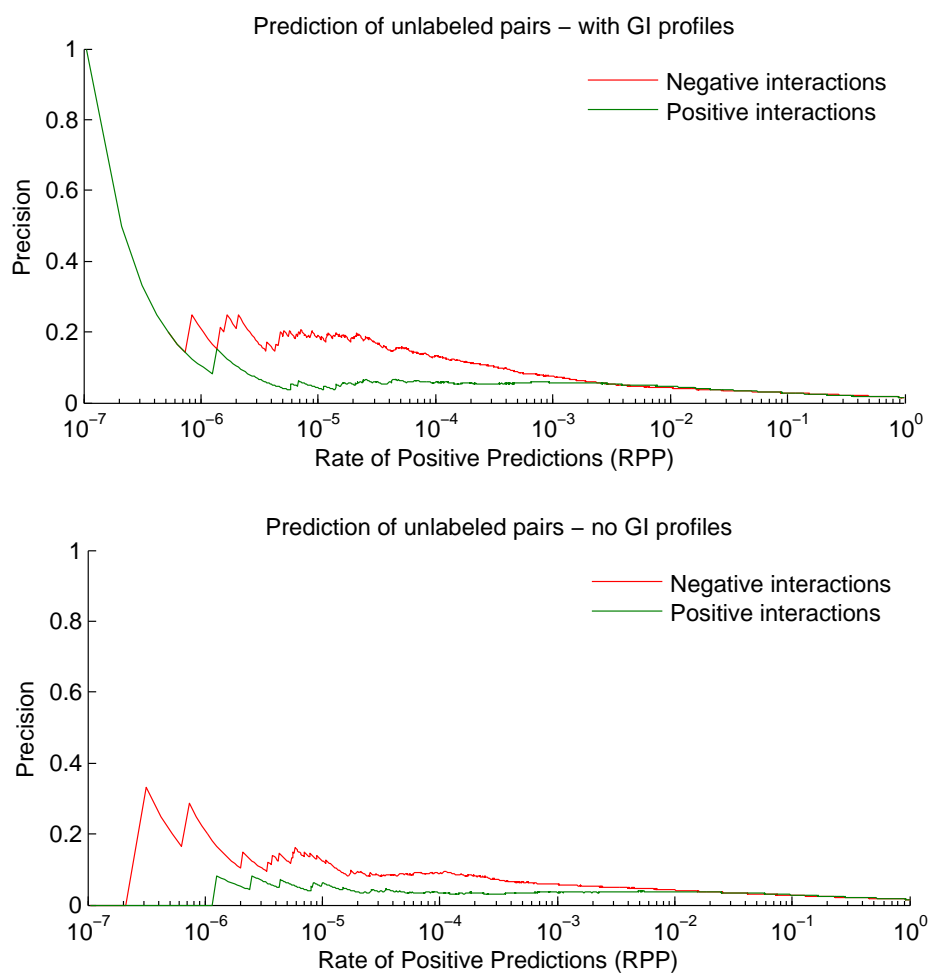 Prediction of unlabeled pairs – with GI profiles
1
0.8
0.6
0.4
0.2
0
Precision
Negative interactions
Positive interactions
10^−7 10^−6 10^−5 10^−4 10^−3 10^−2 10^−1 10^0
Rate of Positive Predictions (RPP)
Prediction of unlabeled pairs – no GI profiles
1
0.8
0.6
0.4
0.2
0
Precision
Negative interactions
Positive interactions
10^−7 10^−6 10^−5 10^−4 10^−3 10^−2 10^−1 10^0
Rate of Positive Predictions (RPP)